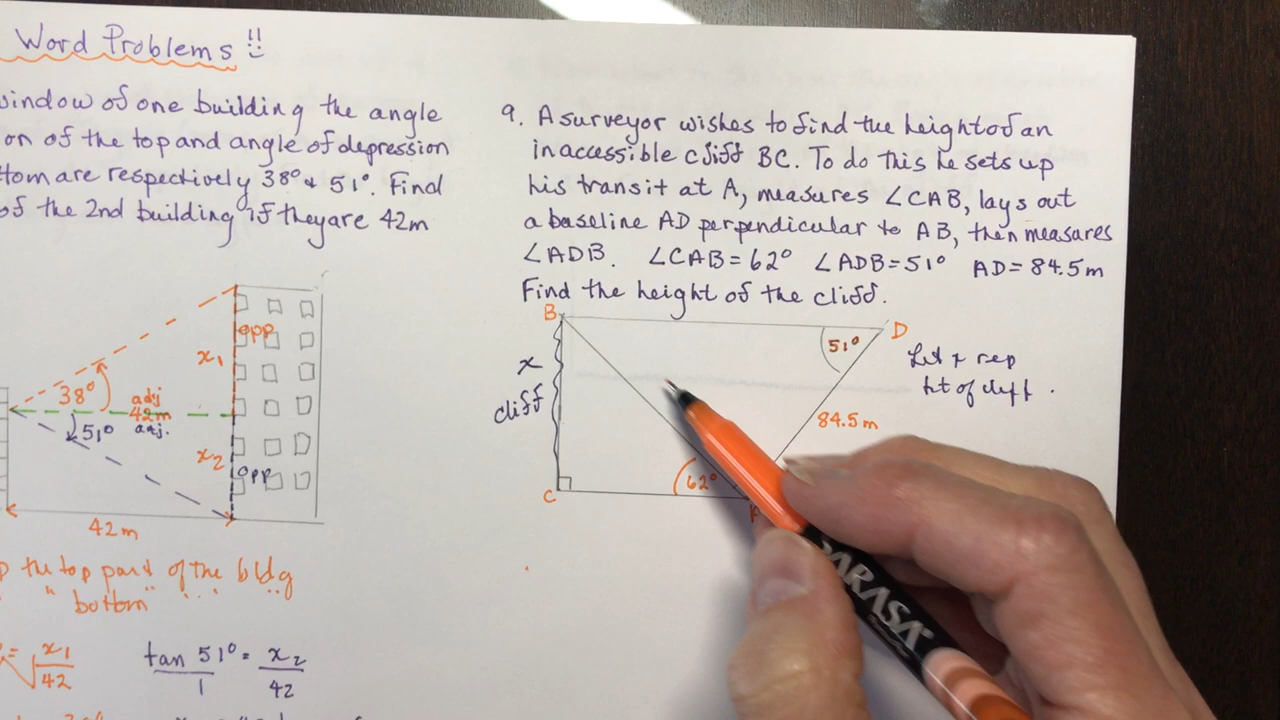 Word Problems !!
window of one building the angle
on of the top and angle of depression
ttom are respectively 38° & 51°. Find
of the 2nd building if they are 42m
opp
x₁
38°
adj
42m
adj.
51°
x₂
opp
42m
the top part of the bldg
" bottom" ... "
= x₁
42
tan 51° = x₂
1 42
9. A surveyor wishes to find the height of an
inaccessible cliff BC. To do this he sets up
his transit at A, measures ∠CAB, lays out
a baseline AD perpendicular to AB, then measures
∠ADB. ∠CAB = 62° ∠ADB = 51° AD = 84.5m
Find the height of the cliff.
B
D
51°
x
cliff
Let x rep
ht of cliff.
84.5m
62°
C
SARASA